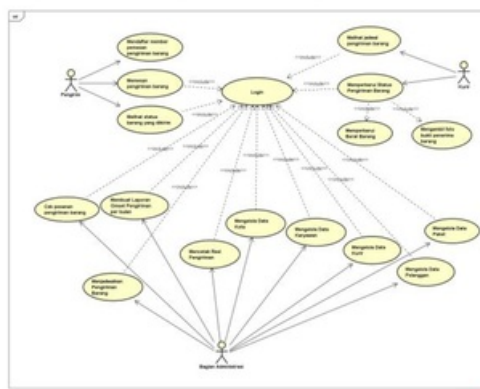 uc
Mendaftar member
pemesan
pengiriman barang
Melihat jadwal
pengiriman barang
Pengirim
Memesan
pengiriman barang
Login
Memperbarui Status
Pengiriman Barang
Kurir
Melihat status
barang yang dikirim
Memperbarui
Berat Barang
Mengambil foto
bukti penerima
barang
Cek pesanan
pengiriman barang
Membuat Laporan
Omset Pengiriman
per bulan
Mencetak Resi
Pengiriman
Mengelola Data
Kota
Mengelola Data
Karyawan
Mengelola Data
Kurir
Mengelola Data
Paket
Menjadwalkan
Pengiriman
Barang
Mengelola Data
Pelanggan
Bagian Administrasi